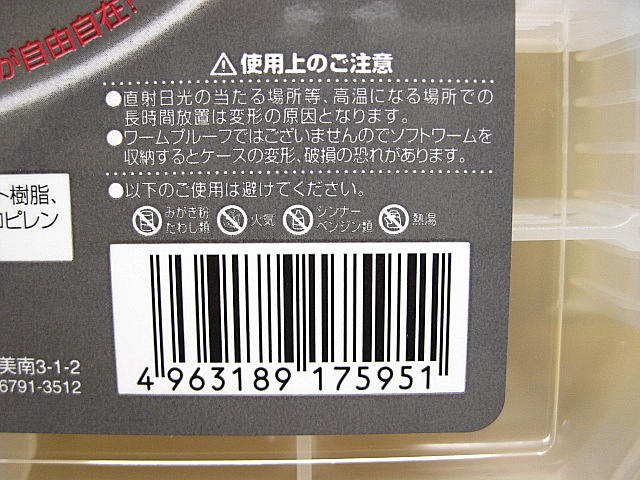 が自由自在!
⚠使用上のご注意
●直射日光の当たる場所等、高温になる場所での
長時間放置は変形の原因となります。
●ワームプルーフではございませんのでソフトワームを
収納するとケースの変形、破損の恐れがあります。
●以下のご使用は避けてください。
みがき粉
たわし類
火気
シンナー
ベンジン類
熱湯
ト樹脂、
ロピレン
美南3-1-2
6791-3512
4 963189 175951